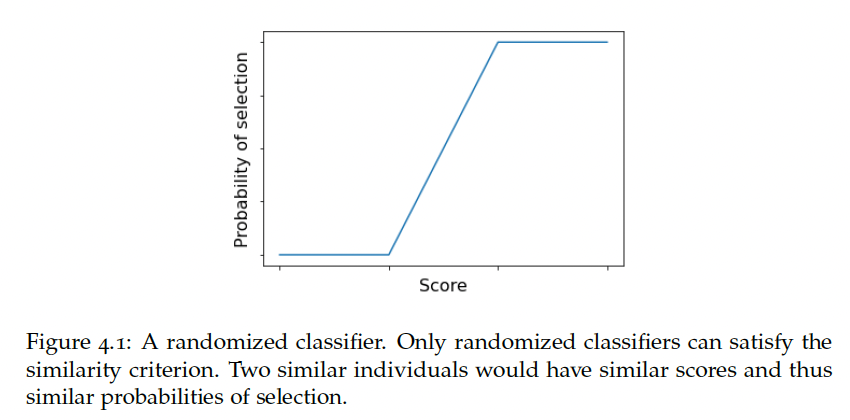 Probability of selection
Score
Figure 4.1: A randomized classifier. Only randomized classifiers can satisfy the
similarity criterion. Two similar individuals would have similar scores and thus
similar probabilities of selection.